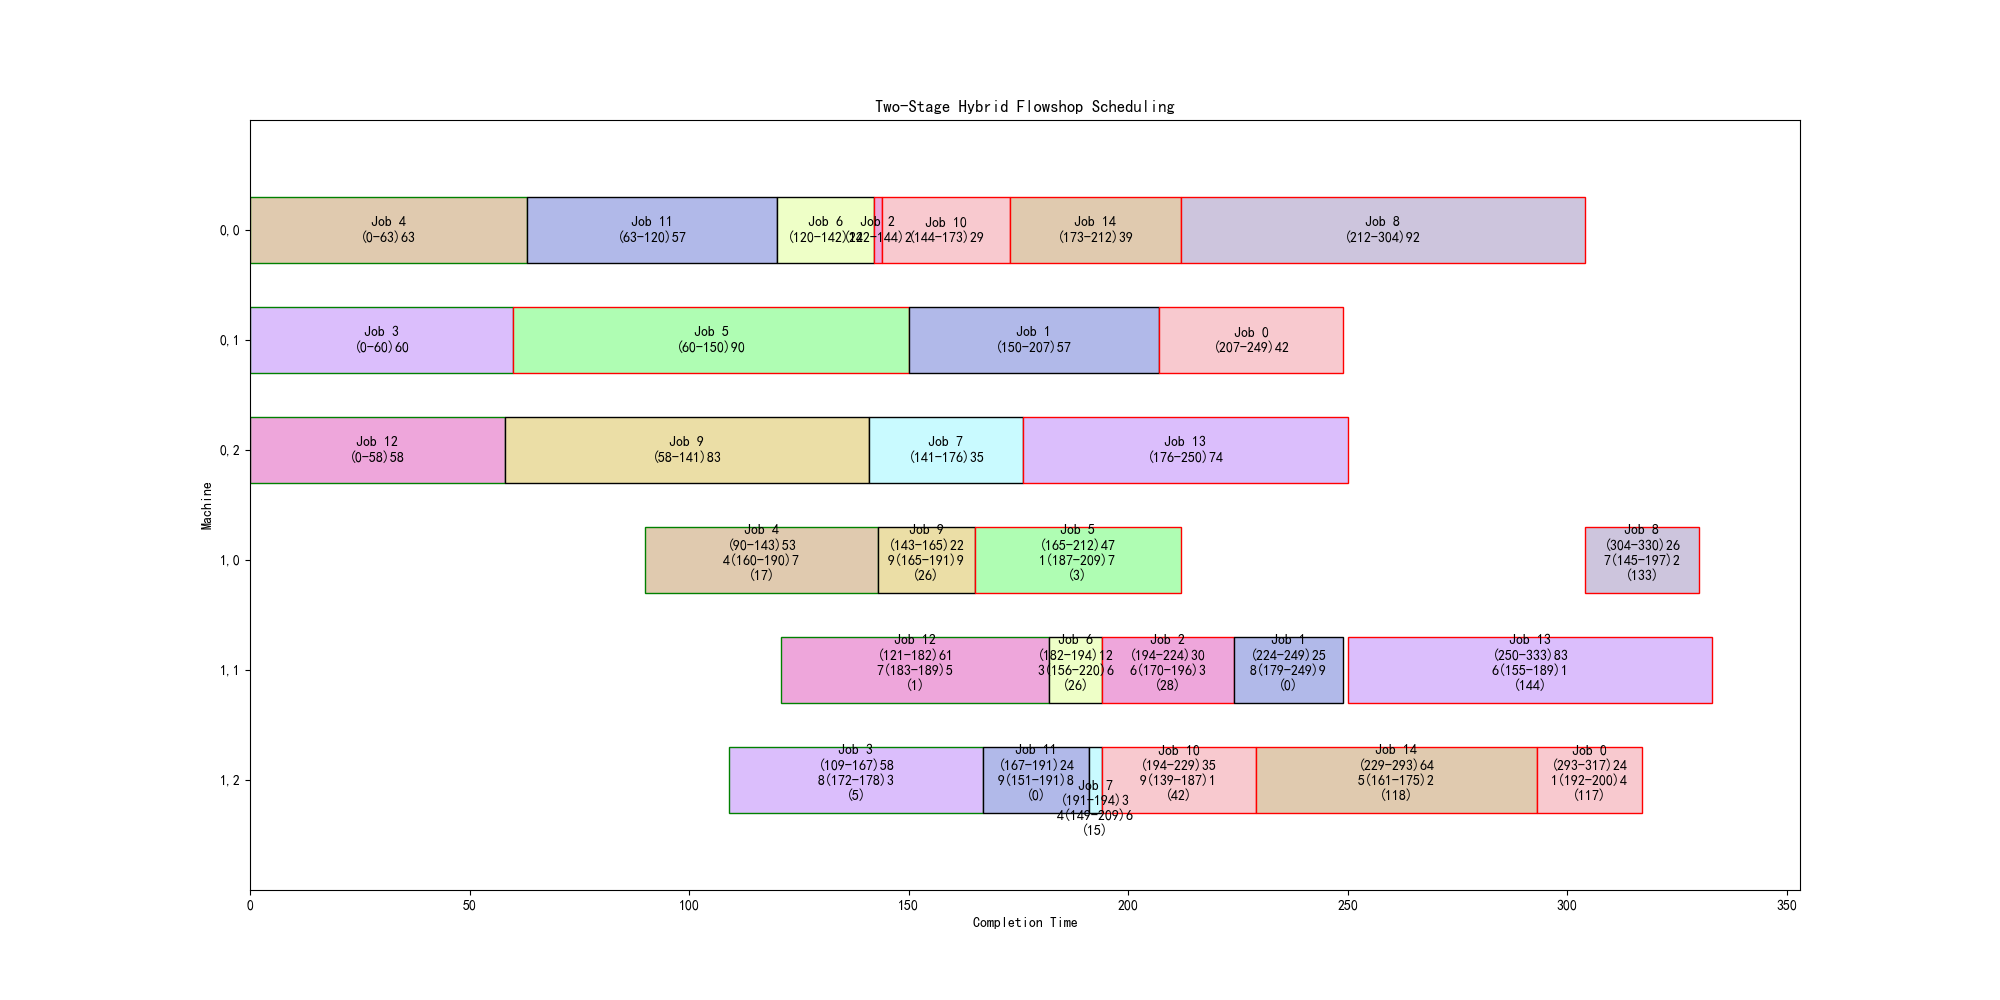 Two-Stage Hybrid Flowshop Scheduling
0,0
Job 4
(0-63)63
Job 11
(63-120)57
Job 6
(120-142)22
Job 2
(142-144)2
Job 10
(144-173)29
Job 14
(173-212)39
Job 8
(212-304)92
0,1
Job 3
(0-60)60
Job 5
(60-150)90
Job 1
(150-207)57
Job 0
(207-249)42
0,2
Job 12
(0-58)58
Job 9
(58-141)83
Job 7
(141-176)35
Job 13
(176-250)74
Machine
1,0
Job 4
(90-143)53
4(160-190)7
(17)
Job 9
(143-165)22
9(165-191)9
(26)
Job 5
(165-212)47
1(187-209)7
(3)
Job 8
(304-330)26
7(145-197)2
(133)
1,1
Job 12
(121-182)61
7(183-189)5
(1)
Job 6
(182-194)12
3(156-220)6
(26)
Job 2
(194-224)30
6(170-196)3
(28)
Job 1
(224-249)25
8(179-249)9
(0)
Job 13
(250-333)83
6(155-189)1
(144)
1,2
Job 3
(109-167)58
8(172-178)3
(5)
Job 11
(167-191)24
9(151-191)8
(0)
Job 7
(191-194)3
4(149-209)6
(15)
Job 10
(194-229)35
9(139-187)1
(42)
Job 14
(229-293)64
5(161-175)2
(118)
Job 0
(293-317)24
1(192-200)4
(117)
0
50
100
150
200
250
300
350
Completion Time